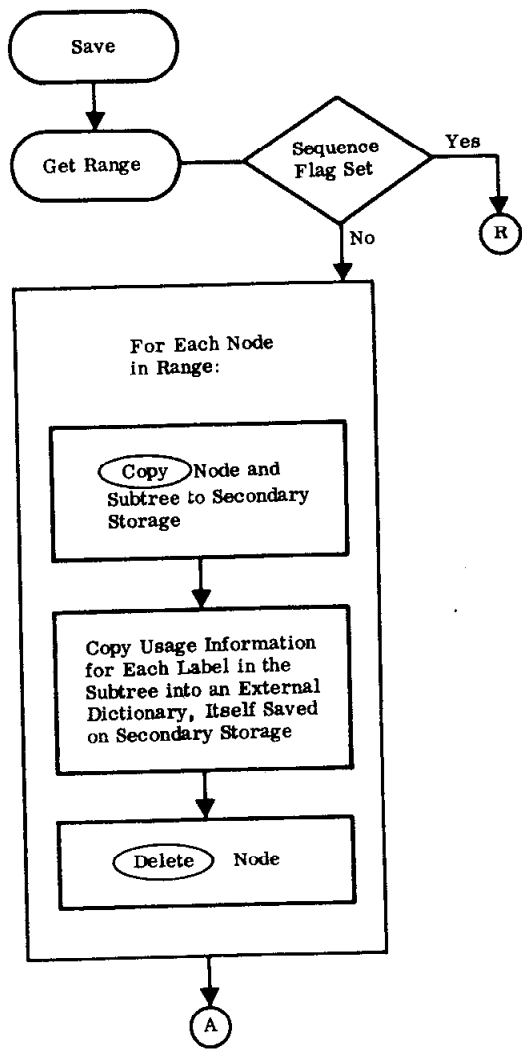 Save
Get Range
Sequence
Flag Set
Yes
R
No
For Each Node
in Range:
Copy Node and
Subtree to Secondary
Storage
Copy Usage Information
for Each Label in the
Subtree into an External
Dictionary, Itself Saved
on Secondary Storage
Delete Node
A